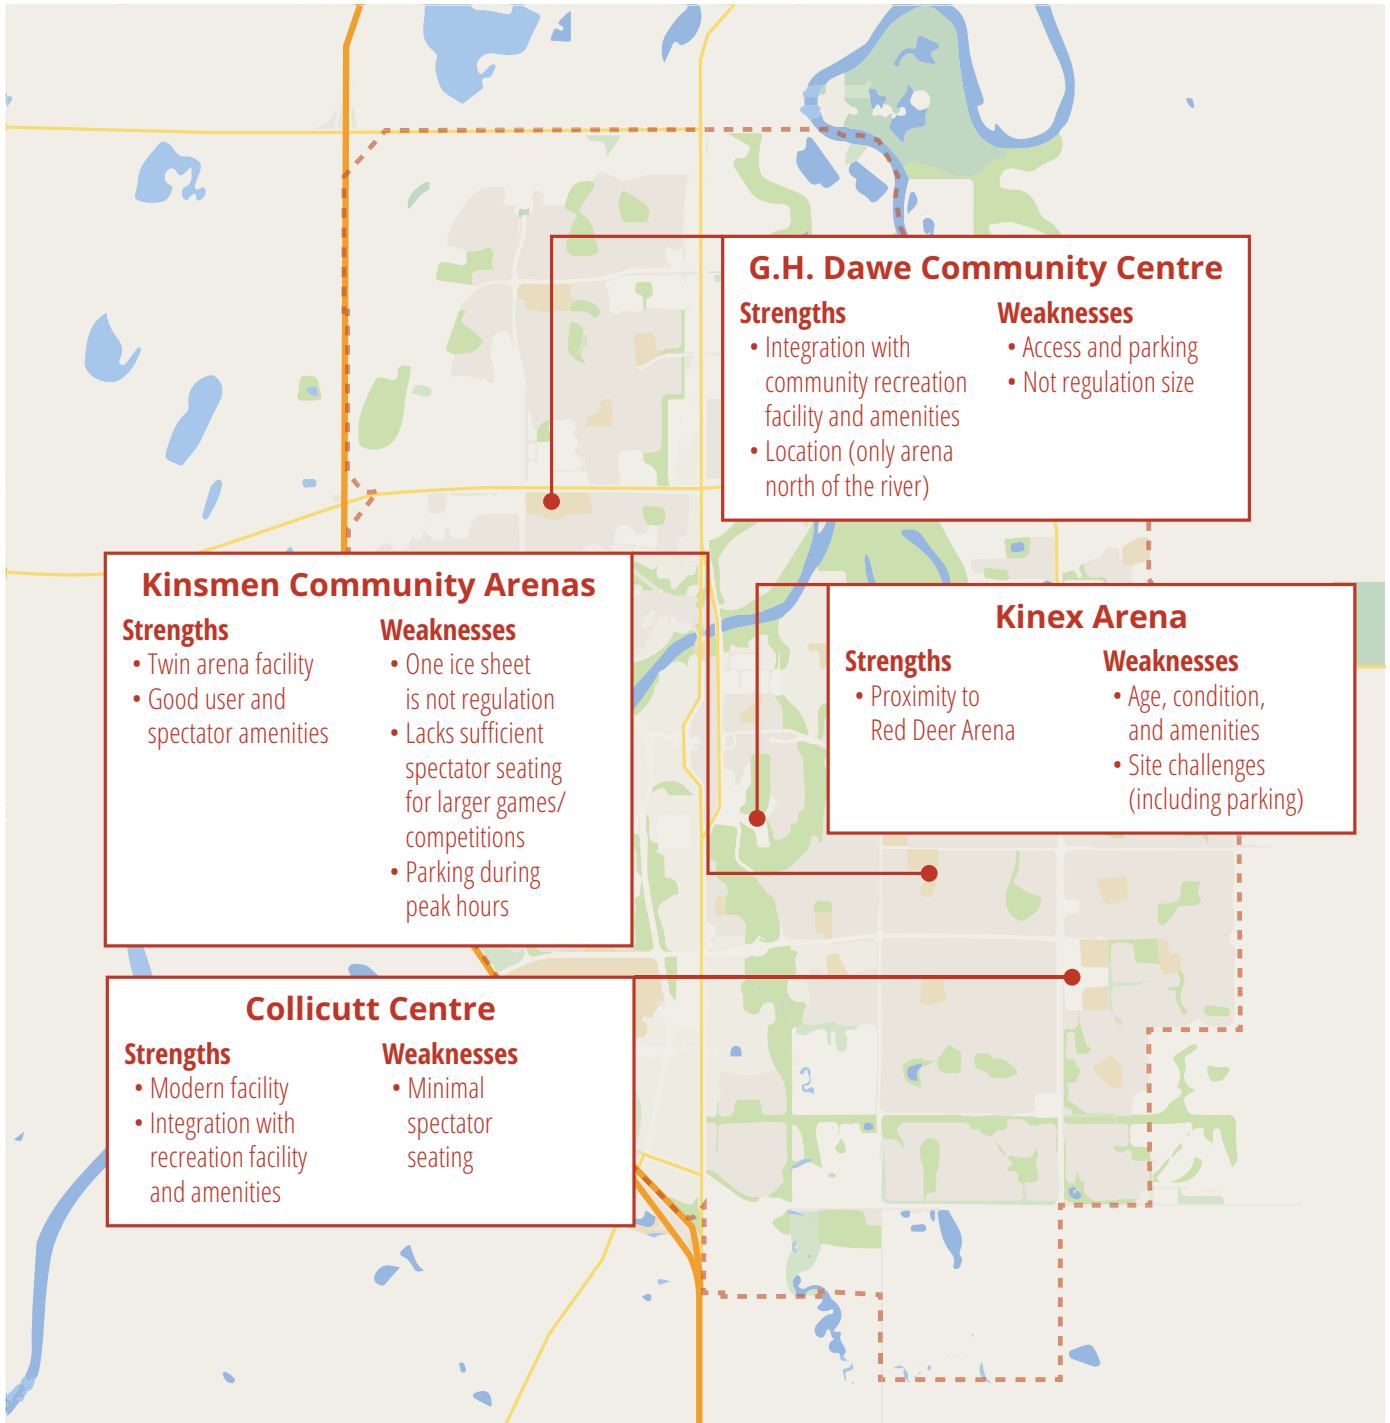 G.H. Dawe Community Centre
Strengths
• Integration with
community recreation
facility and amenities
• Location (only arena
north of the river)
Weaknesses
• Access and parking
• Not regulation size
Kinsmen Community Arenas
Strengths
• Twin arena facility
• Good user and
spectator amenities
Weaknesses
• One ice sheet
is not regulation
• Lacks sufficient
spectator seating
for larger games/
competitions
• Parking during
peak hours
Kinex Arena
Strengths
• Proximity to
Red Deer Arena
Weaknesses
• Age, condition,
and amenities
• Site challenges
(including parking)
Collicutt Centre
Strengths
• Modern facility
• Integration with
recreation facility
and amenities
Weaknesses
• Minimal
spectator
seating